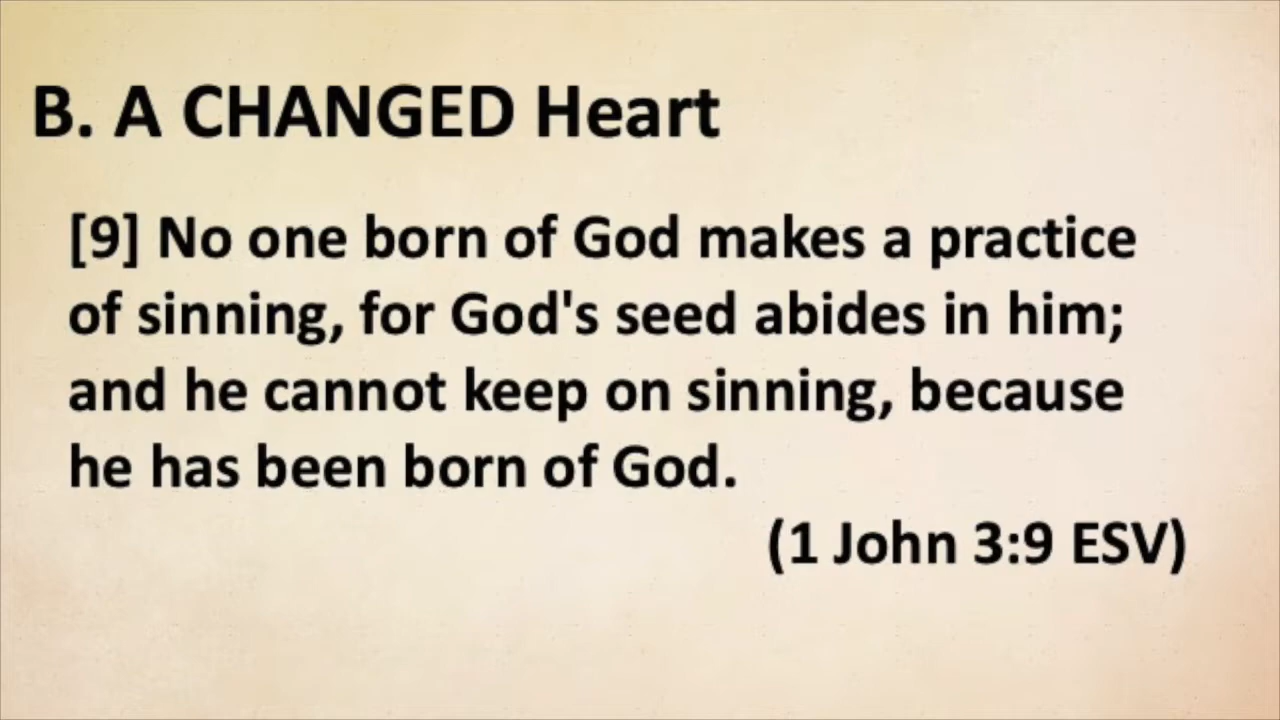 B. A CHANGED Heart
[9] No one born of God makes a practice
of sinning, for God's seed abides in him;
and he cannot keep on sinning, because
he has been born of God.
(1 John 3:9 ESV)